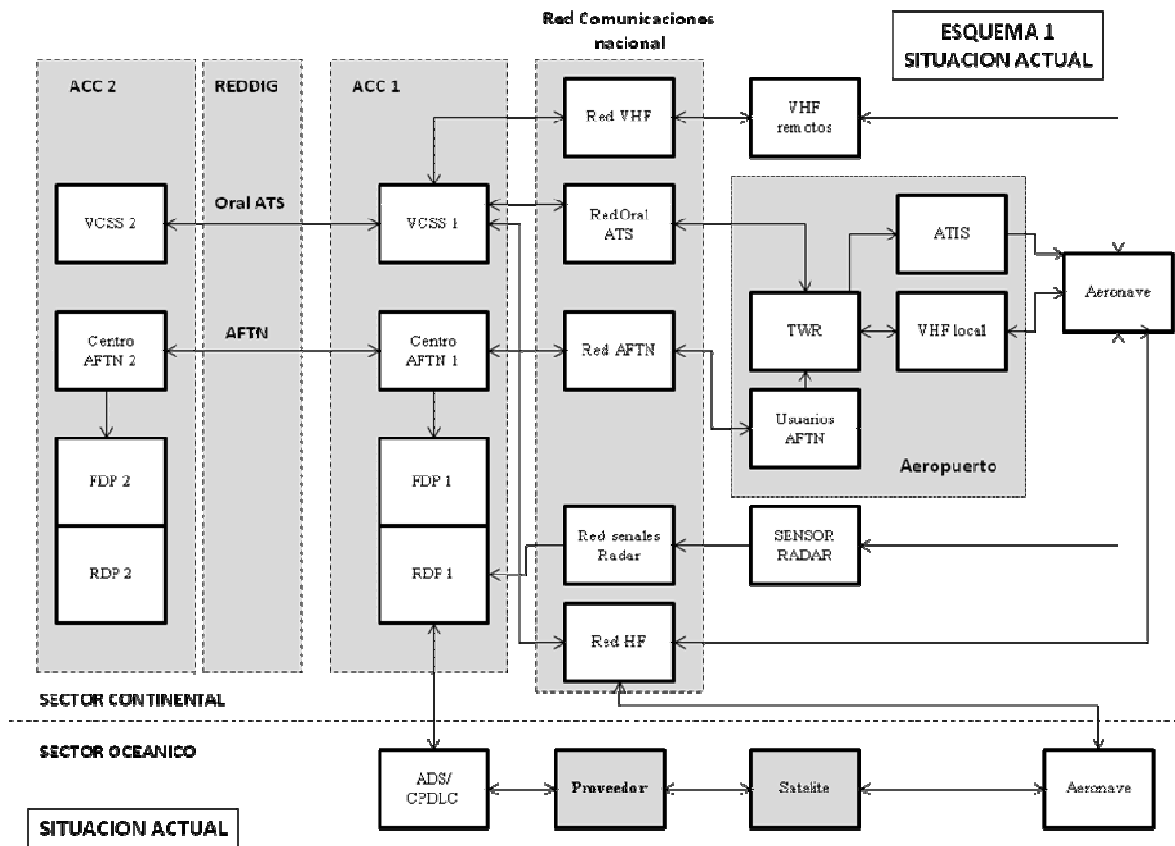 Red Comunicaciones
nacional
ESQUEMA 1
SITUACION ACTUAL
ACC 2
REDDIG
ACC 1
Red VHF
VHF
remotos
Oral ATS
VCSS 2
VCSS 1
Red Oral
ATS
ATIS
Aeronave
AFTN
Centro
AFTN 2
Centro
AFTN 1
Red AFTN
TWR
VHF local
Usuarios
AFTN
Aeropuerto
FDP 2
FDP 1
RDP 2
RDP 1
Red senales
Radar
SENSOR
RADAR
Red HF
SECTOR CONTINENTAL
SECTOR OCEANICO
ADS/
CPDLC
Proveedor
Satelite
Aeronave
SITUACION ACTUAL